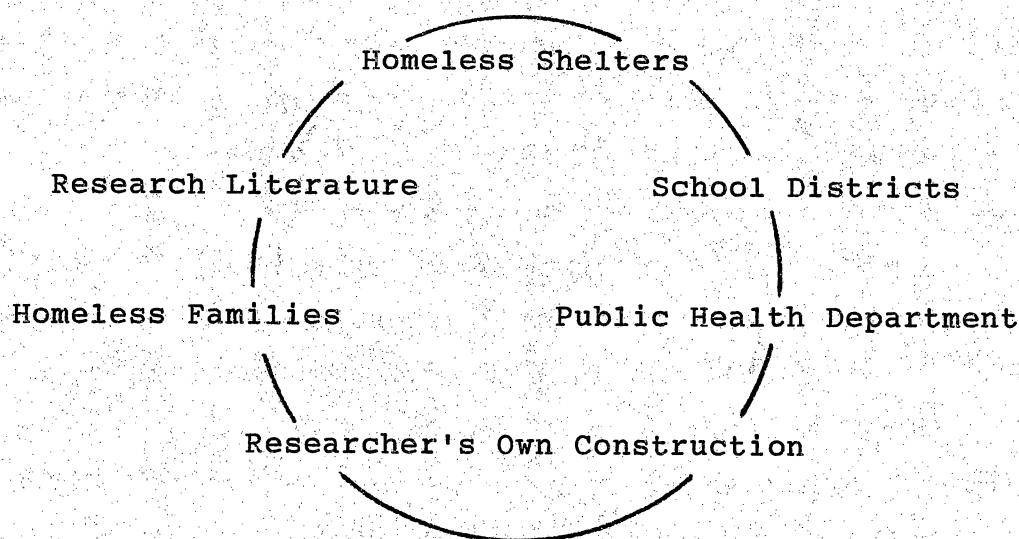 Homeless Shelters
Research Literature
School Districts
Homeless Families
Public Health Department
Researcher's Own Construction